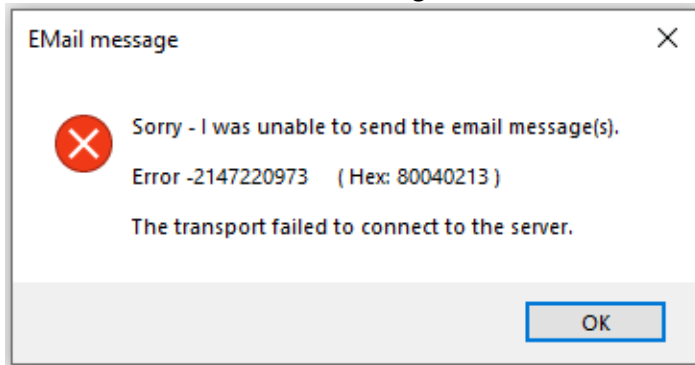 EMail message
Sorry - I was unable to send the email message(s).
Error -2147220973 ( Hex: 80040213 )
The transport failed to connect to the server.
OK